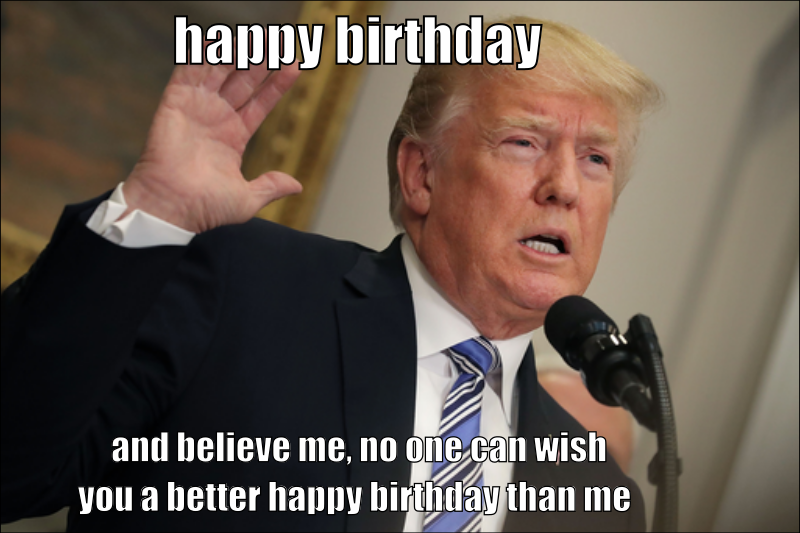 happy birthday
and believe me, no one can wish
you a better happy birthday than me